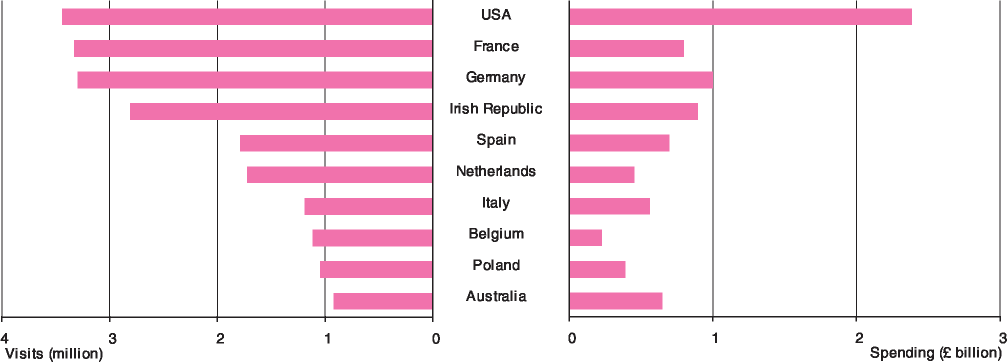 USA
France
Germany
Irish Republic
Spain
Netherlands
Italy
Belgium
Poland
Australia
4 3 2 1 0 0 1 2 3
Visits (million) Spending (£ billion)